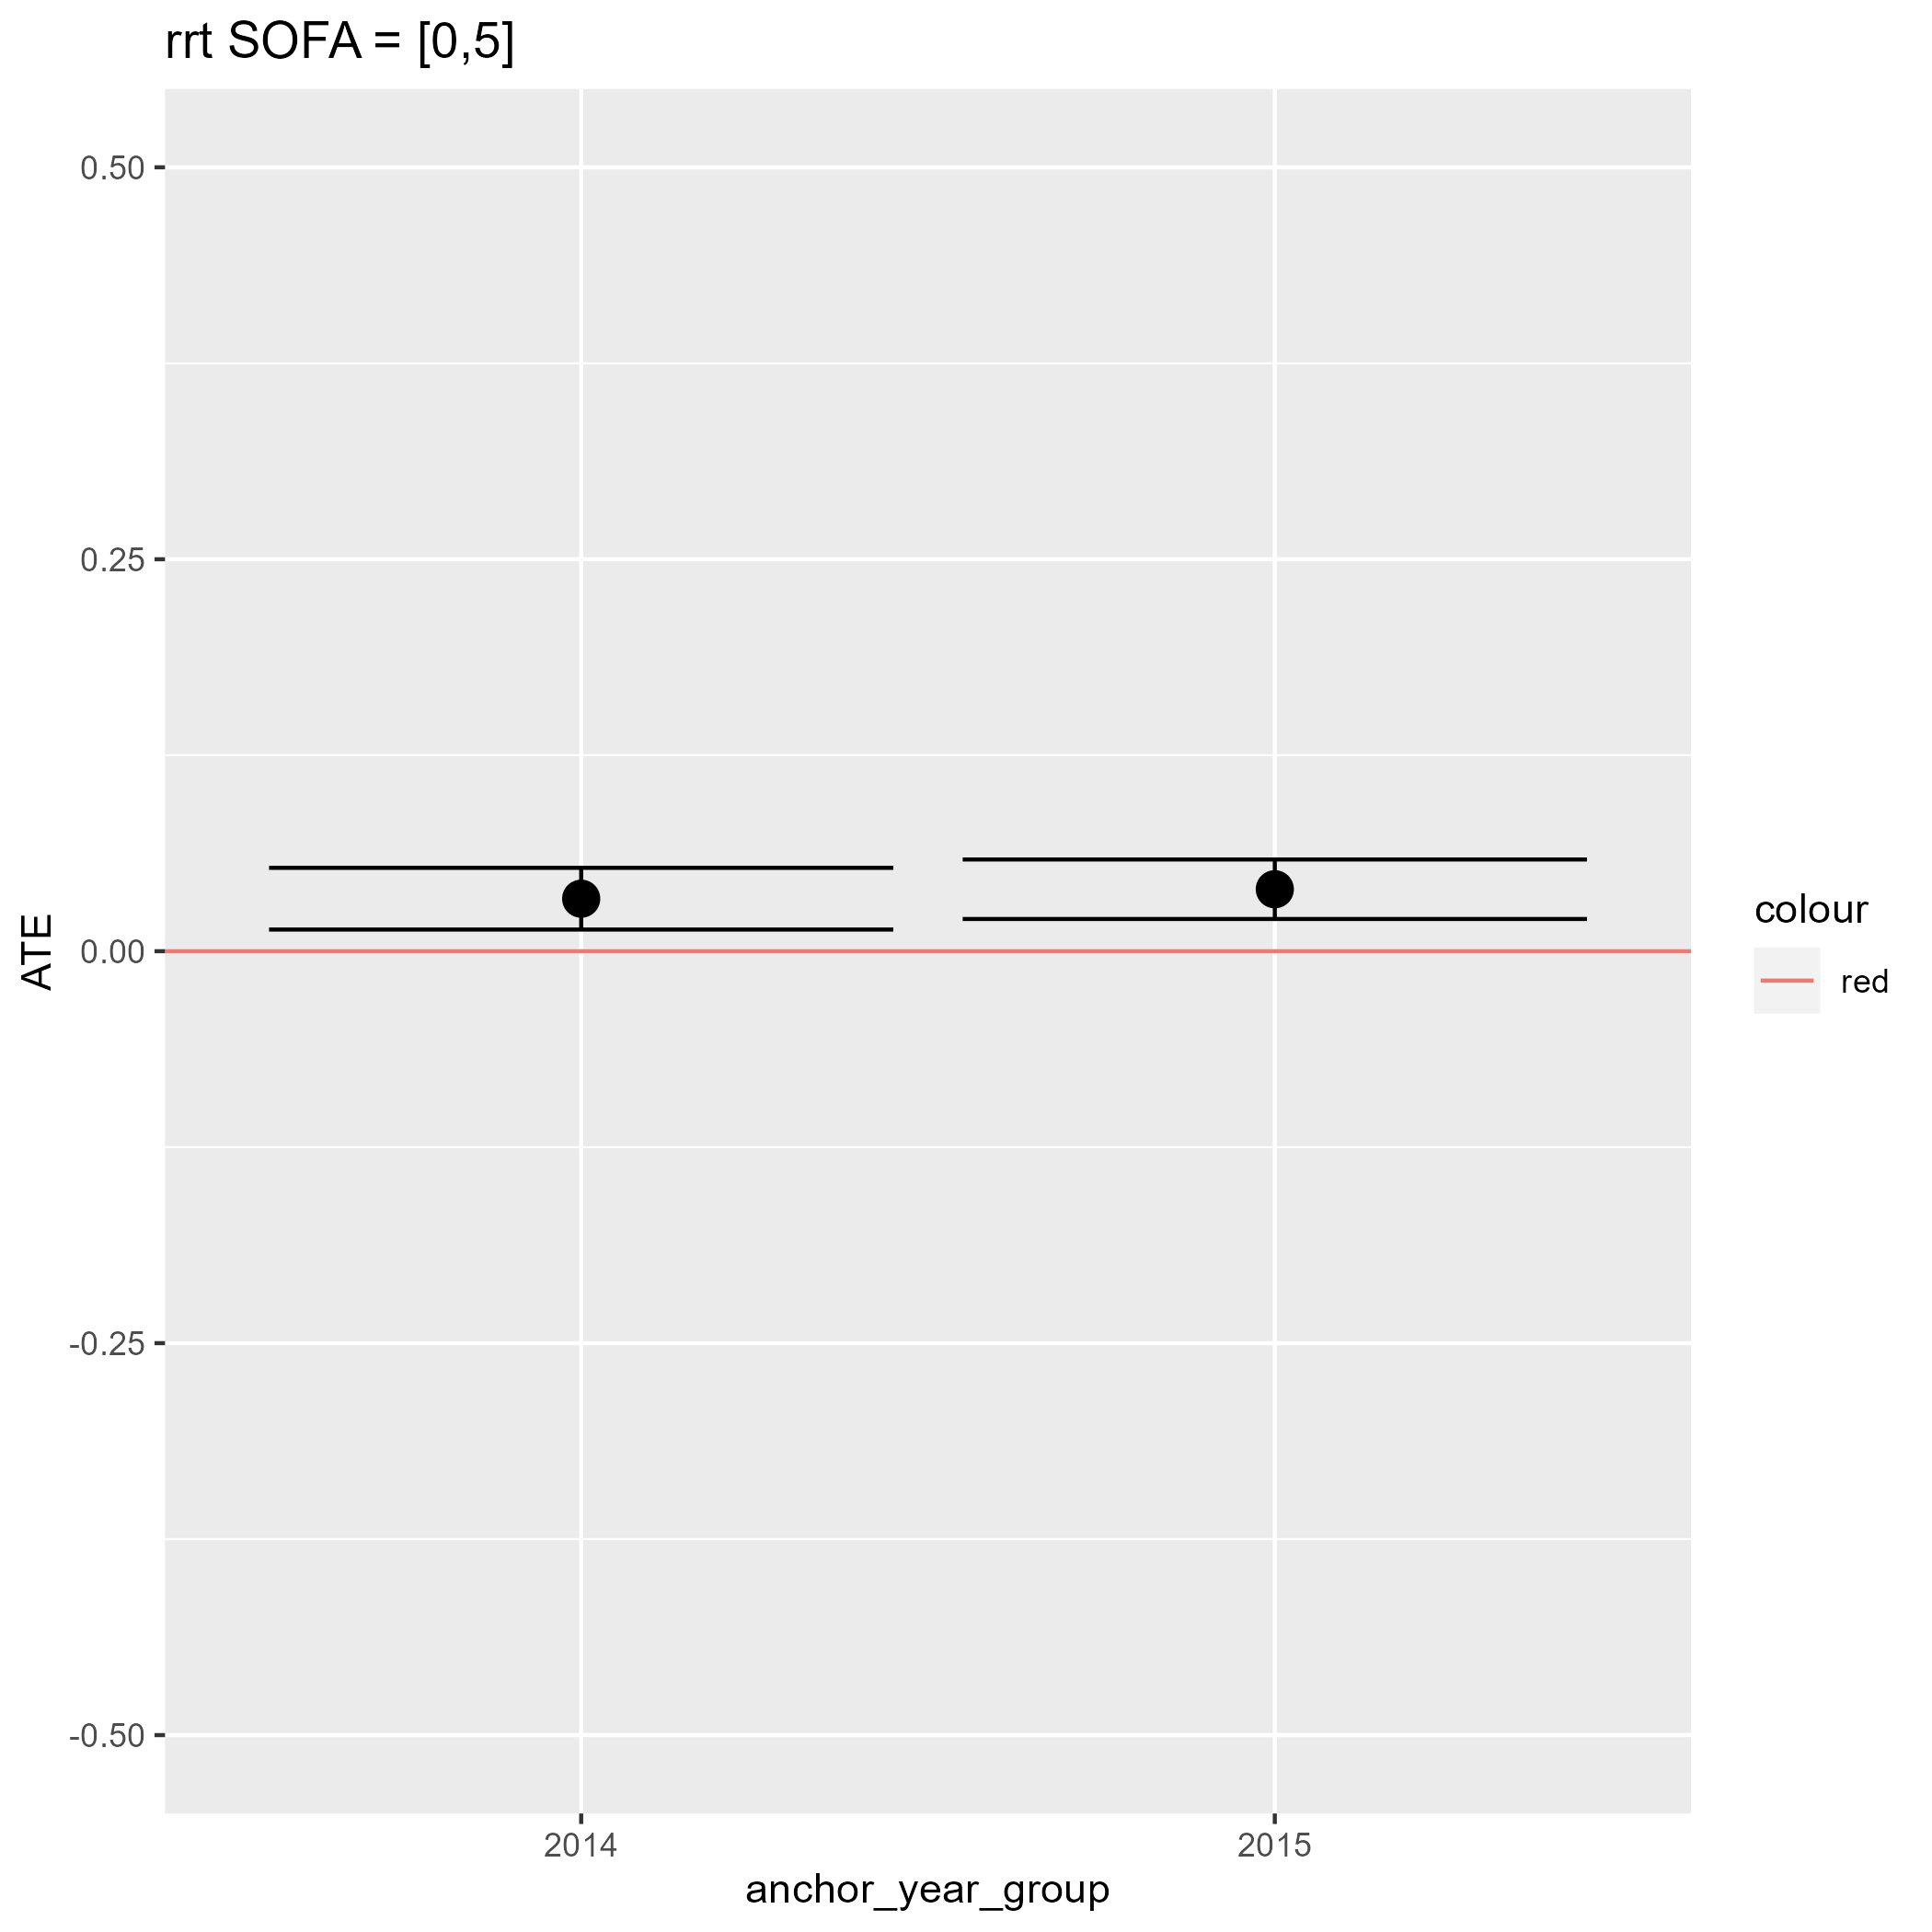 rrt SOFA = [0,5]
0.50
0.25
0.00
-0.25
-0.50
ATE
2014
2015
anchor_year_group
colour
red